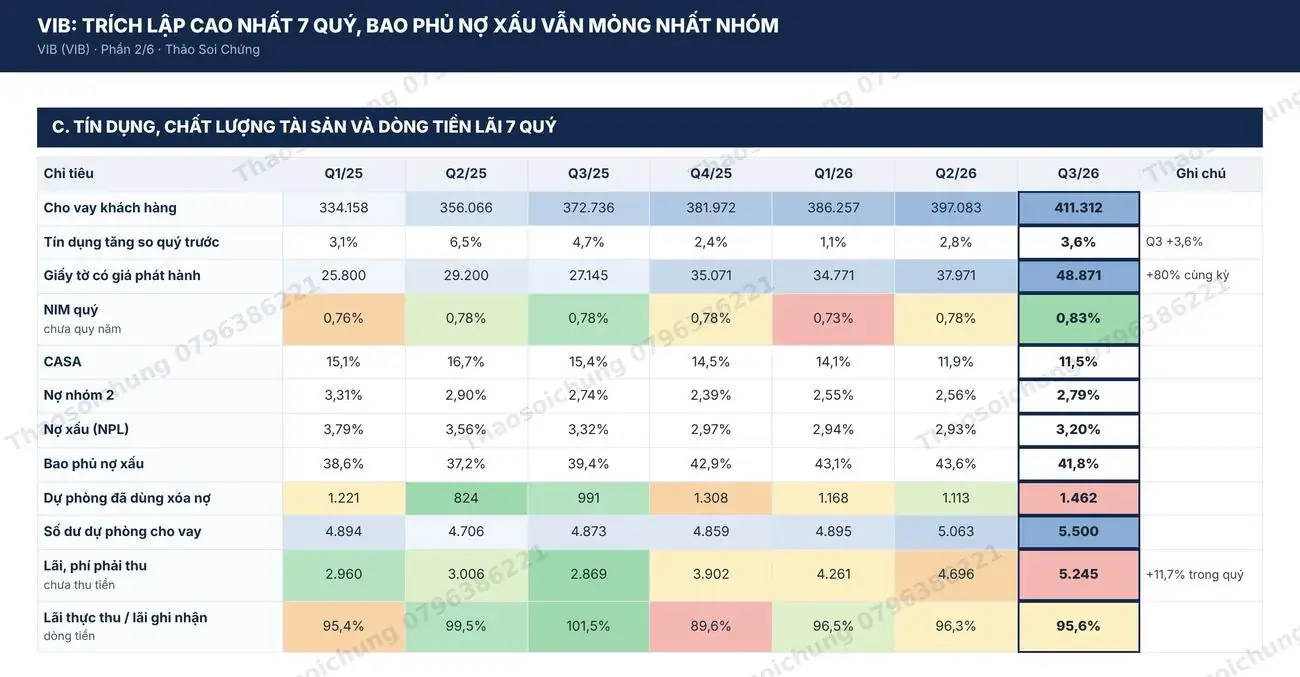 VIB: TRÍCH LẬP CAO NHẤT 7 QUÝ, BAO PHỦ NỢ XẤU VẪN MỎNG NHẤT NHÓM
VIB (VIB) · Phần 2/6 · Thảo Soi Chứng
C. TÍN DỤNG, CHẤT LƯỢNG TÀI SẢN VÀ DÒNG TIỀN LÃI 7 QUÝ
Chỉ tiêu Q1/25 Q2/25 Q3/25 Q4/25 Q1/26 Q2/26 Q3/26 Ghi chú
Cho vay khách hàng 334.158 356.066 372.736 381.972 386.257 397.083 411.312
Tín dụng tăng so quý trước 3,1% 6,5% 4,7% 2,4% 1,1% 2,8% 3,6% Q3 +3,6%
Giấy tờ có giá phát hành 25.800 29.200 27.145 35.071 34.771 37.971 48.871 +80% cùng kỳ
NIM quý 0,76% 0,78% 0,78% 0,78% 0,73% 0,78% 0,83%
chưa quy năm
CASA 15,1% 16,7% 15,4% 14,5% 14,1% 11,9% 11,5%
Nợ nhóm 2 3,31% 2,90% 2,74% 2,39% 2,55% 2,56% 2,79%
Nợ xấu (NPL) 3,79% 3,56% 3,32% 2,97% 2,94% 2,93% 3,20%
Bao phủ nợ xấu 38,6% 37,2% 39,4% 42,9% 43,1% 43,6% 41,8%
Dự phòng đã dùng xóa nợ 1.221 824 991 1.308 1.168 1.113 1.462
Số dư dự phòng cho vay 4.894 4.706 4.873 4.859 4.895 5.063 5.500
Lãi, phí phải thu 2.960 3.006 2.869 3.902 4.261 4.696 5.245 +11,7% trong quý
chưa thu tiền
Lãi thực thu / lãi ghi nhận 95,4% 99,5% 101,5% 89,6% 96,5% 96,3% 95,6%
dòng tiền
Thaosoichung 0796386221
Thaosoichung 0796386221
Thaosoichung 0796386221